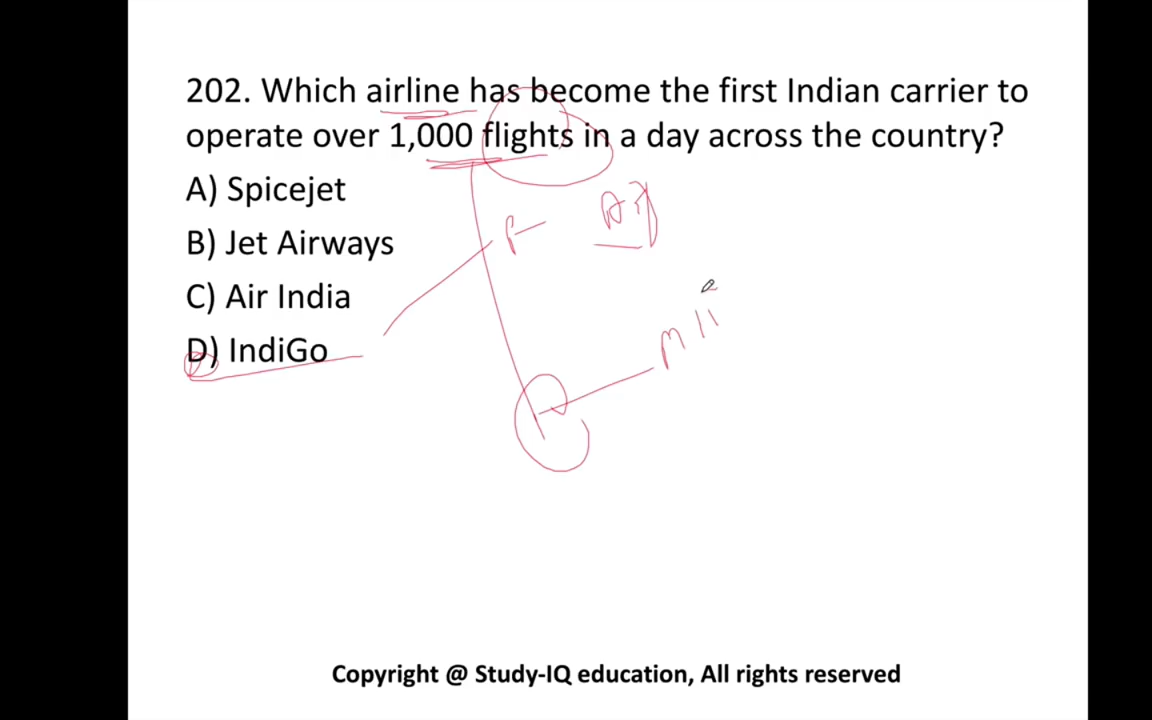 202. Which airline has become the first Indian carrier to
operate over 1,000 flights in a day across the country?
A) Spicejet
B) Jet Airways
C) Air India
D) IndiGo
Copyright @ Study-IQ education, All rights reserved